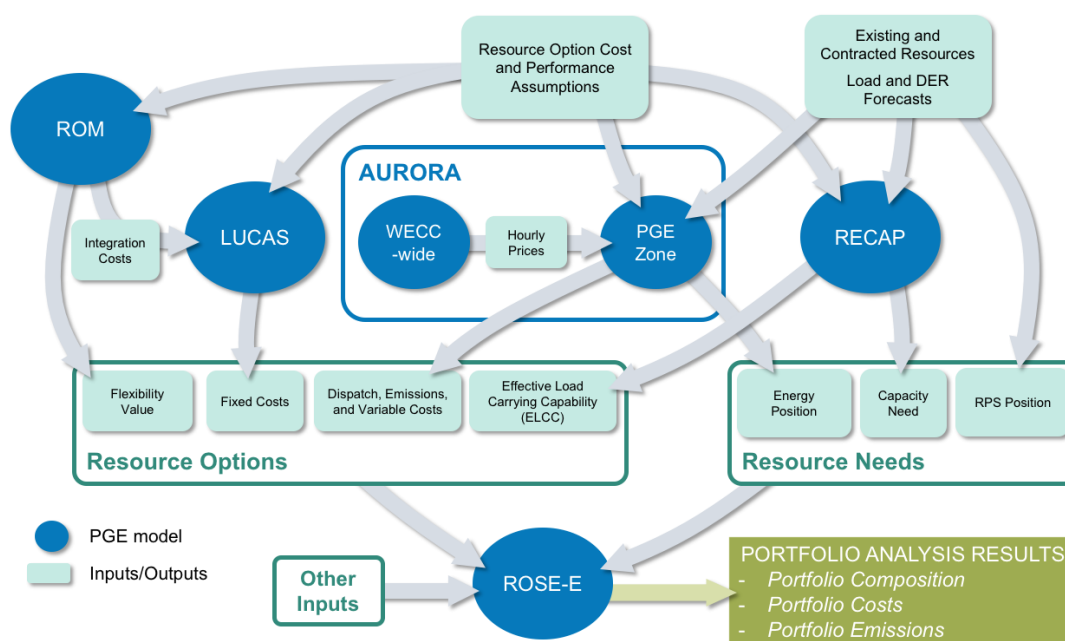 Resource Option Cost
and Performance
Assumptions
Existing and
Contracted Resources
Load and DER
Forecasts
ROM
AURORA
Integration
Costs
LUCAS
WECC
-wide
Hourly
Prices
PGE
Zone
RECAP
Flexibility
Value
Fixed Costs
Dispatch, Emissions,
and Variable Costs
Effective Load
Carrying Capability
(ELCC)
Resource Options
Energy
Position
Capacity
Need
RPS Position
Resource Needs
PGE model
Inputs/Outputs
Other
Inputs
ROSE-E
PORTFOLIO ANALYSIS RESULTS
- Portfolio Composition
- Portfolio Costs
- Portfolio Emissions